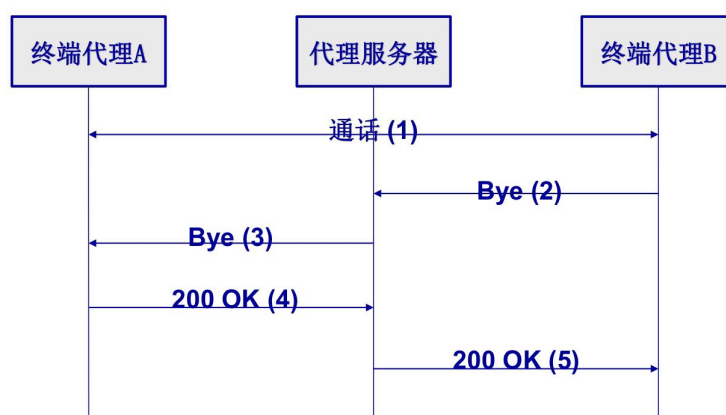 终端代理A
代理服务器
终端代理B
通话 (1)
Bye (2)
Bye (3)
200 OK (4)
200 OK (5)